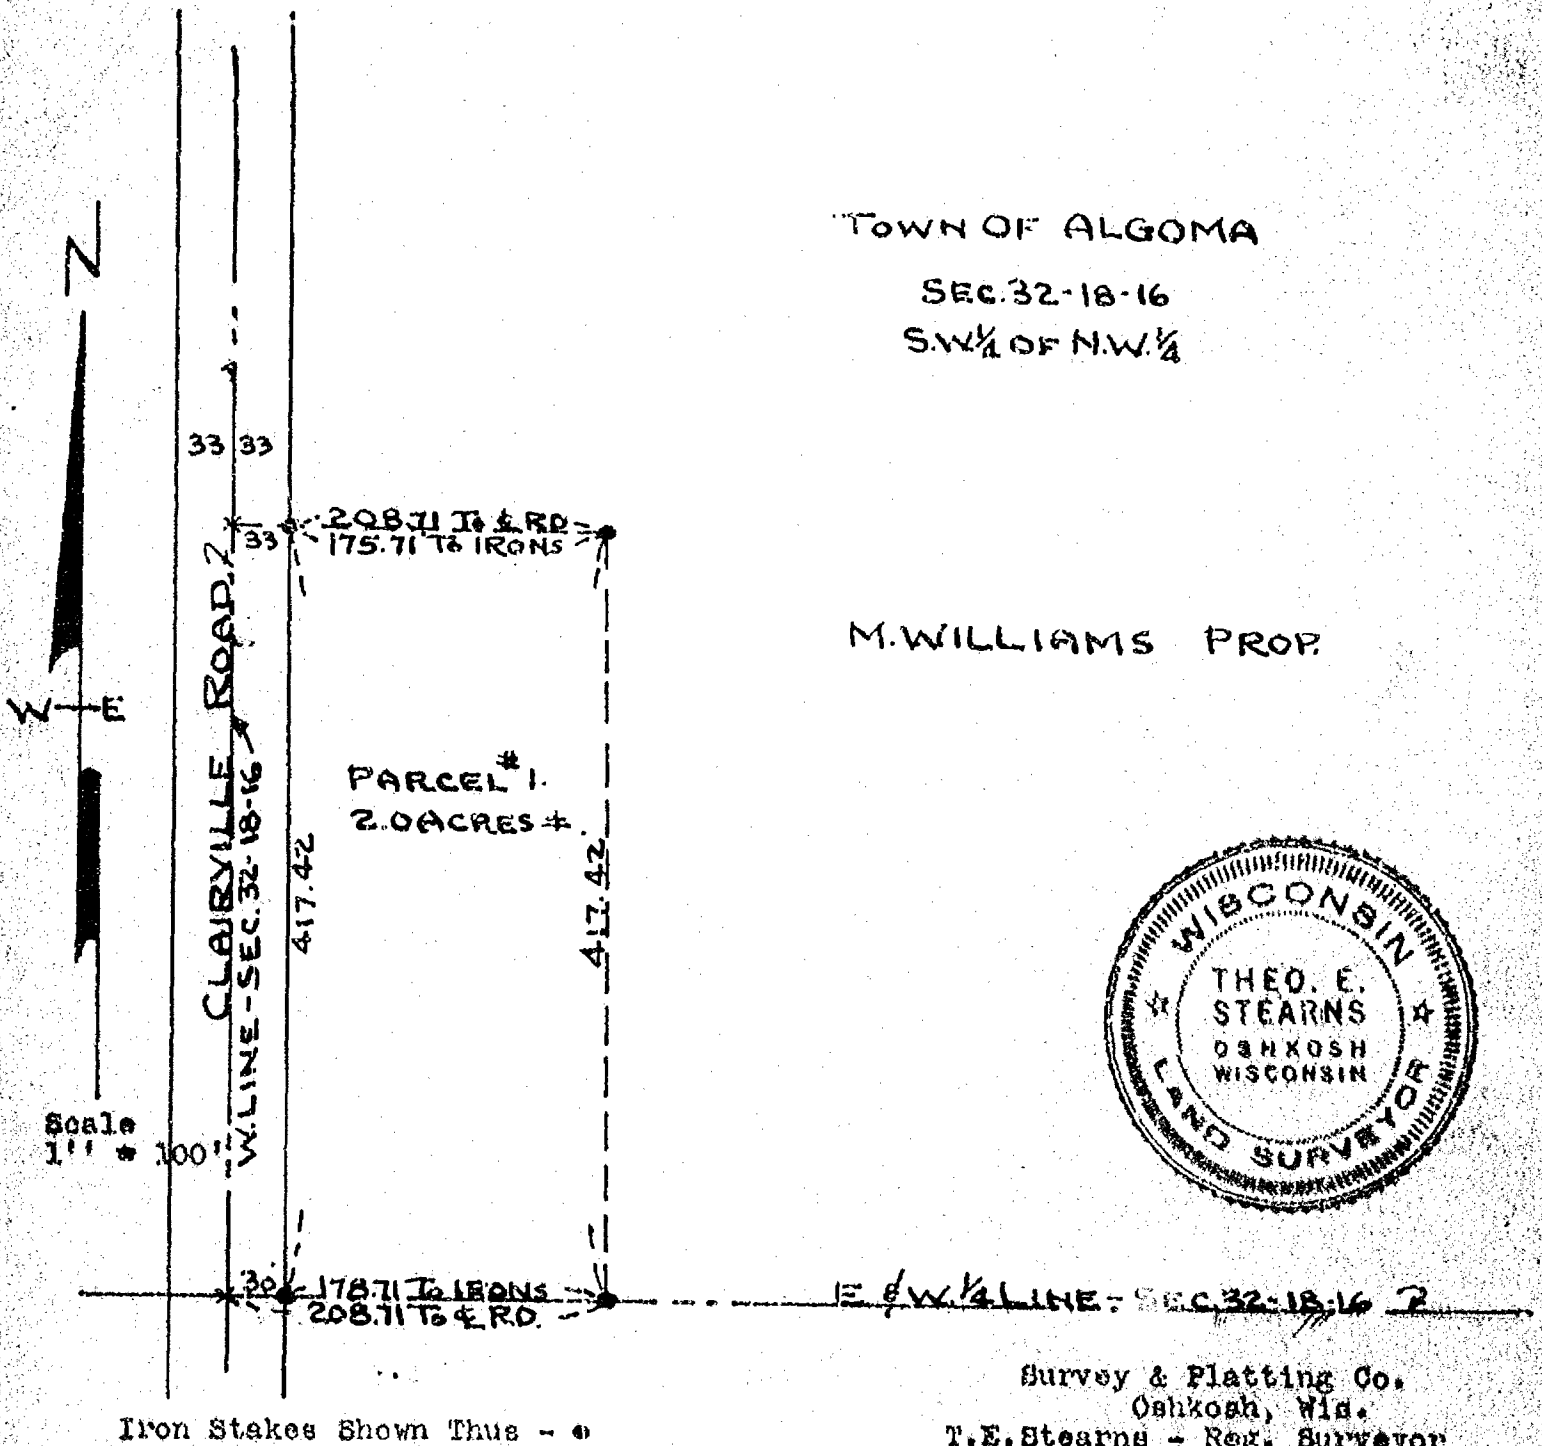 N
TOWN OF ALGOMA
SEC. 32-18-16
S.W.¼ OF N.W.¼
33 33
208.71 To ℄ RD
33 175.71 To IRONS
M. WILLIAMS PROP.
W E
CLAIRVILLE ROAD
W. LINE - SEC. 32-18-16
PARCEL #1.
2.0 ACRES ±.
417.42
417.42
WISCONSIN
THEO. E.
STEARNS
OSHKOSH
WISCONSIN
LAND SURVEYOR
Scale
1'' = 100'
30' 178.71 To IRONS
208.71 To ℄ RD.
E & W. ¼ LINE - SEC. 32-18-16
Survey & Platting Co.
Oshkosh, Wis.
T.E.Stearns - Reg. Surveyor
Iron Stakes Shown Thus -